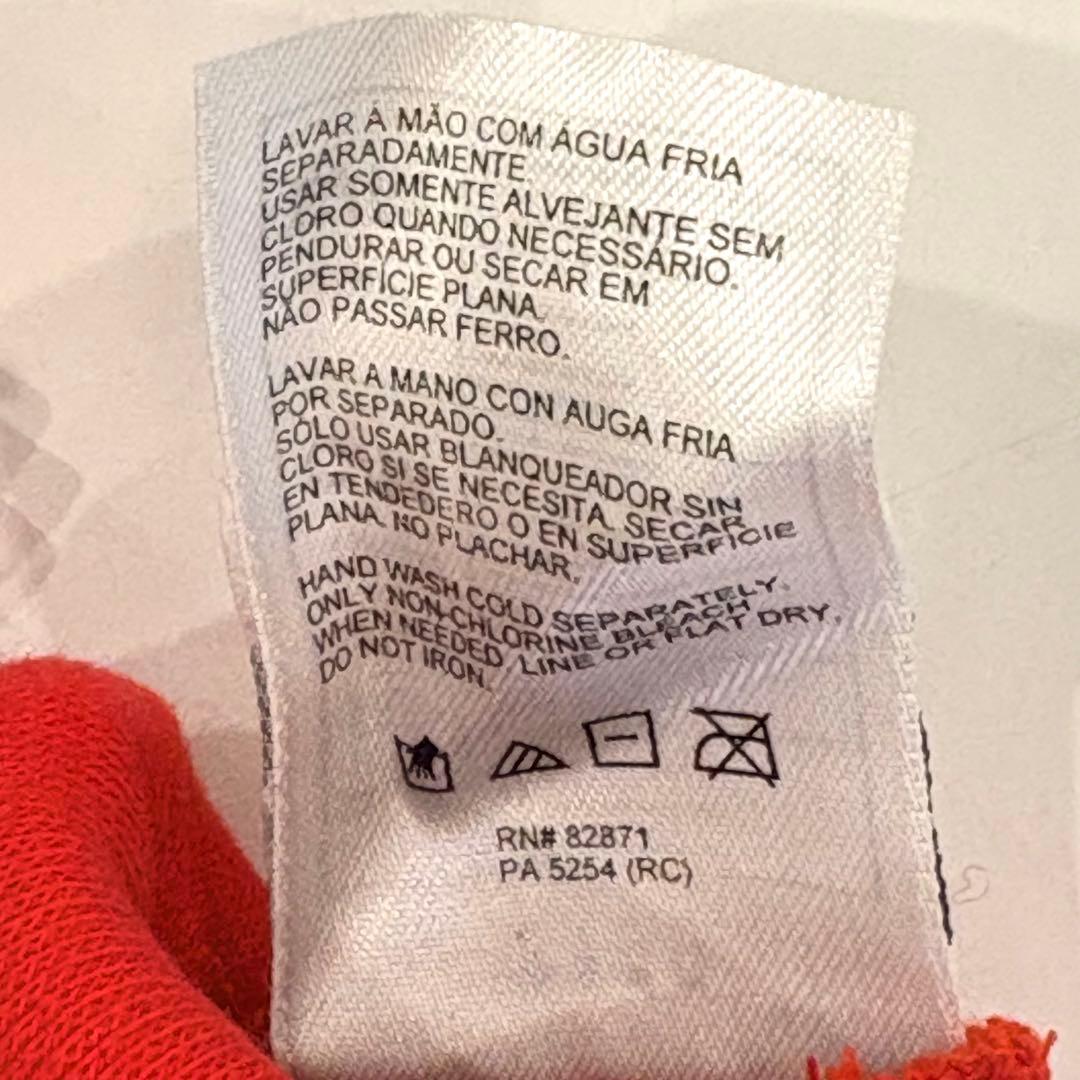 LAVAR À MÃO COM ÁGUA FRIA
SEPARADAMENTE.
USAR SOMENTE ALVEJANTE SEM
CLORO QUANDO NECESSÁRIO.
PENDURAR OU SECAR EM
SUPERFÍCIE PLANA.
NÃO PASSAR FERRO.
LAVAR A MANO CON AUGA FRIA
POR SEPARADO.
SÓLO USAR BLANQUEADOR SIN
CLORO SI SE NECESITA. SECAR
EN TENDEDERO O EN SUPERFICIE
PLANA. NO PLACHAR.
HAND WASH COLD SEPARATELY.
ONLY NON-CHLORINE BLEACH
WHEN NEEDED. LINE OR FLAT DRY.
DO NOT IRON.
RN# 82871
PA 5254 (RC)